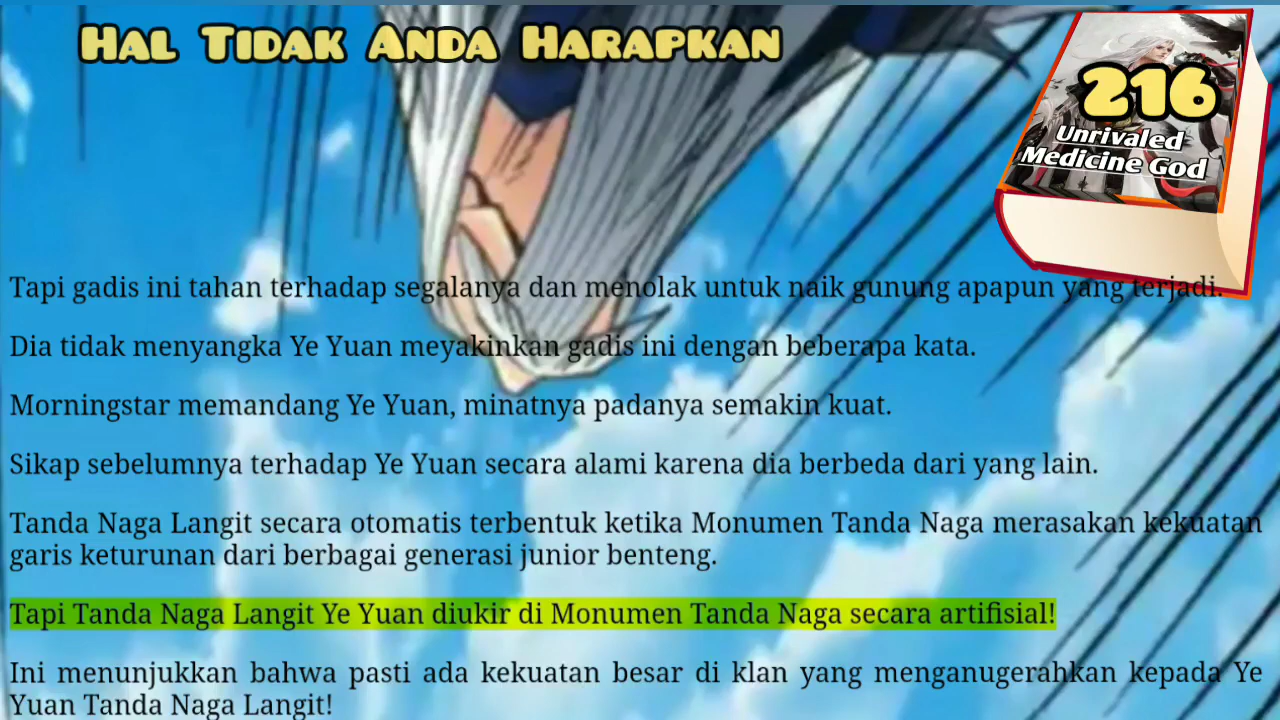 Hal Tidak Anda Harapkan
216
Unrivaled
Medicine God
Tapi gadis ini tahan terhadap segalanya dan menolak untuk naik gunung apapun yang terjadi.
Dia tidak menyangka Ye Yuan meyakinkan gadis ini dengan beberapa kata.
Morningstar memandang Ye Yuan, minatnya padanya semakin kuat.
Sikap sebelumnya terhadap Ye Yuan secara alami karena dia berbeda dari yang lain.
Tanda Naga Langit secara otomatis terbentuk ketika Monumen Tanda Naga merasakan kekuatan
garis keturunan dari berbagai generasi junior benteng.
Tapi Tanda Naga Langit Ye Yuan diukir di Monumen Tanda Naga secara artifisial!
Ini menunjukkan bahwa pasti ada kekuatan besar di klan yang menganugerahkan kepada Ye
Yuan Tanda Naga Langit!